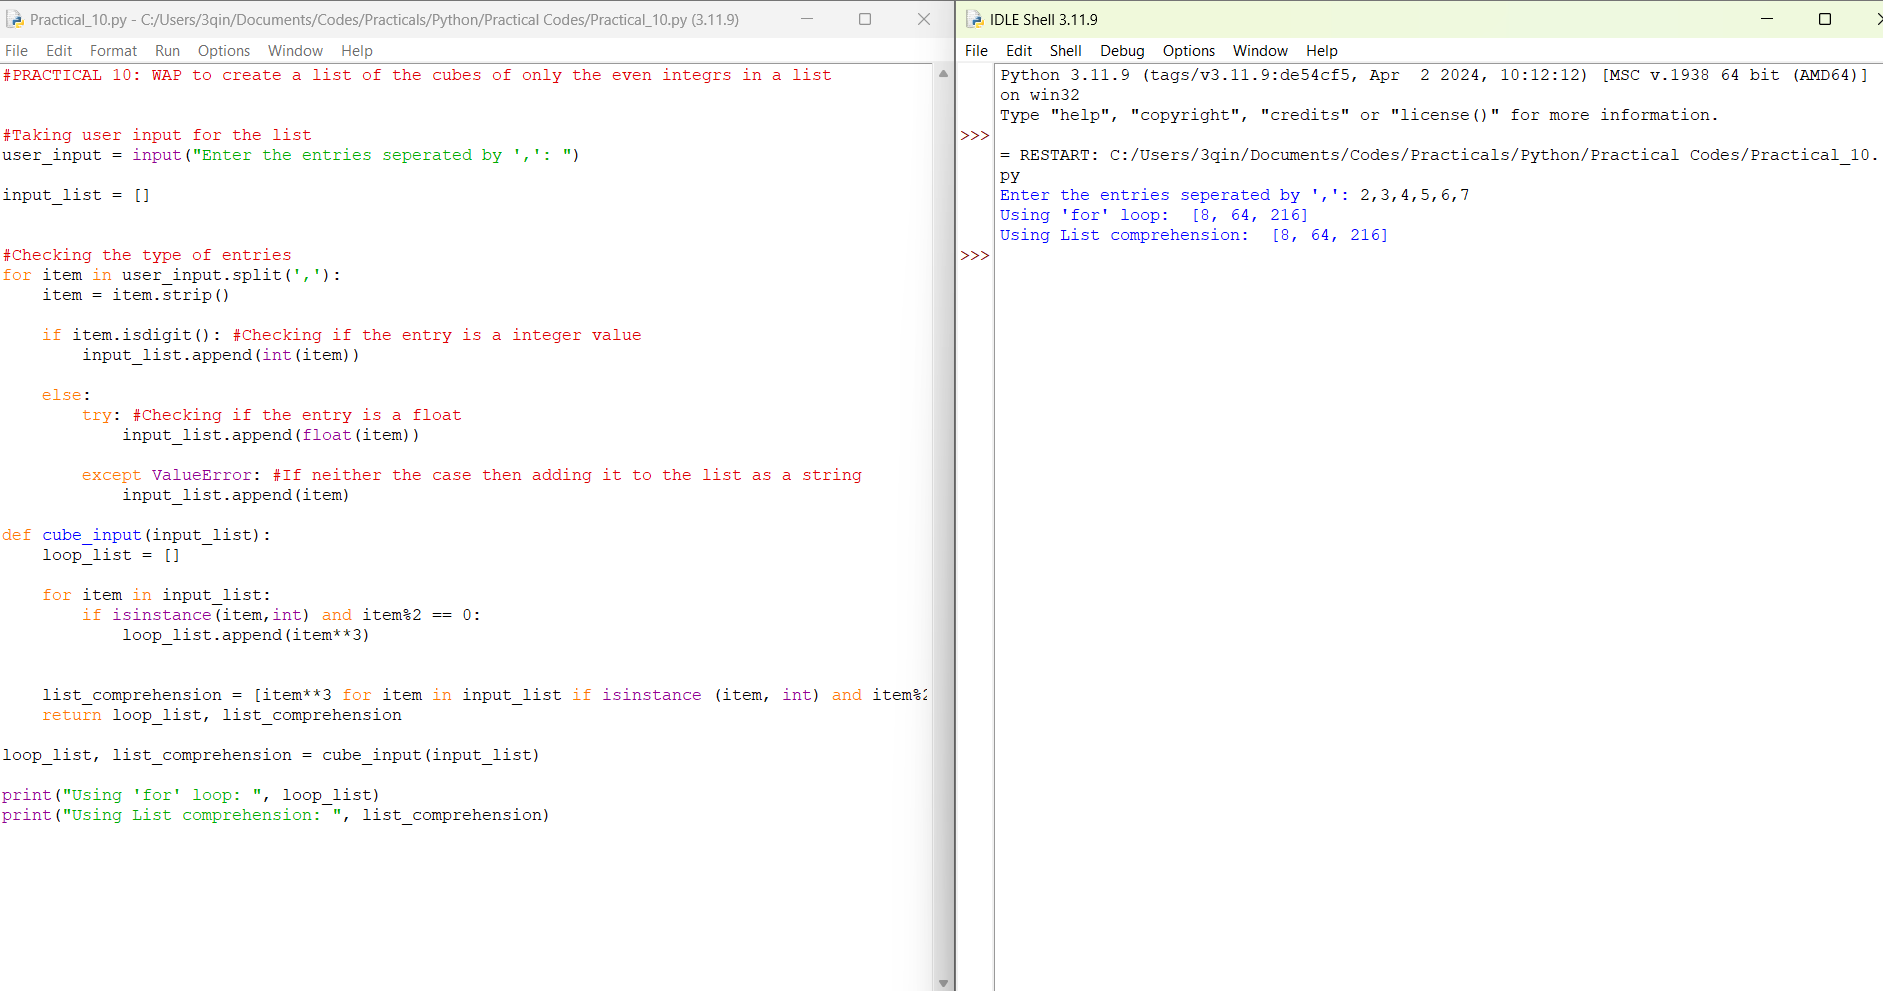 Practical_10.py - C:/Users/3qin/Documents/Codes/Practicals/Python/Practical Codes/Practical_10.py (3.11.9)
File Edit Format Run Options Window Help
#PRACTICAL 10: WAP to create a list of the cubes of only the even integrs in a list
#Taking user input for the list
user_input = input("Enter the entries seperated by ',': ")
input_list = []
#Checking the type of entries
for item in user_input.split(','):
    item = item.strip()
    if item.isdigit(): #Checking if the entry is a integer value
        input_list.append(int(item))
    else:
        try: #Checking if the entry is a float
            input_list.append(float(item))
        except ValueError: #If neither the case then adding it to the list as a string
            input_list.append(item)
def cube_input(input_list):
    loop_list = []
    for item in input_list:
        if isinstance(item,int) and item%2 == 0:
            loop_list.append(item**3)
    list_comprehension = [item**3 for item in input_list if isinstance (item, int) and item%2
    return loop_list, list_comprehension
loop_list, list_comprehension = cube_input(input_list)
print("Using 'for' loop: ", loop_list)
print("Using List comprehension: ", list_comprehension)
IDLE Shell 3.11.9
File Edit Shell Debug Options Window Help
Python 3.11.9 (tags/v3.11.9:de54cf5, Apr  2 2024, 10:12:12) [MSC v.1938 64 bit (AMD64)]
on win32
Type "help", "copyright", "credits" or "license()" for more information.
>>>
= RESTART: C:/Users/3qin/Documents/Codes/Practicals/Python/Practical Codes/Practical_10.
py
Enter the entries seperated by ',': 2,3,4,5,6,7
Using 'for' loop:  [8, 64, 216]
Using List comprehension:  [8, 64, 216]
>>>